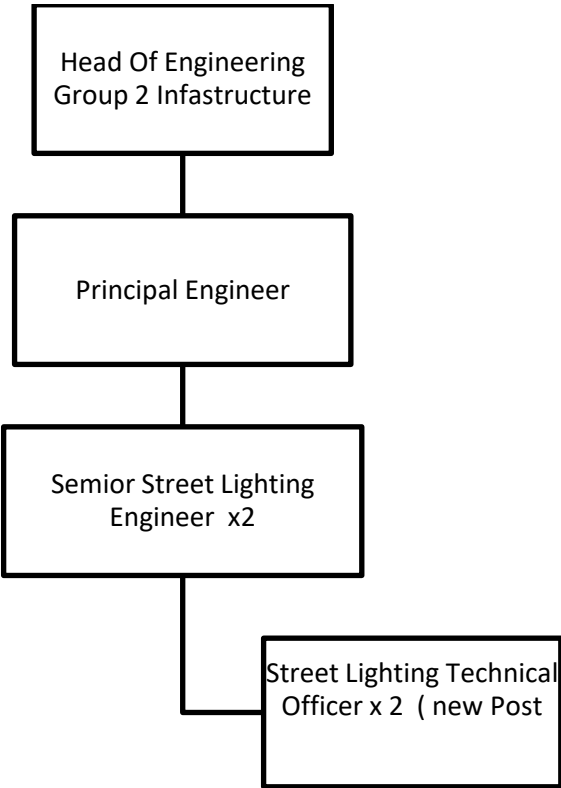 Head Of Engineering
Group 2 Infastructure
Principal Engineer
Semior Street Lighting
Engineer  x2
Street Lighting Technical
Officer x 2  ( new Post